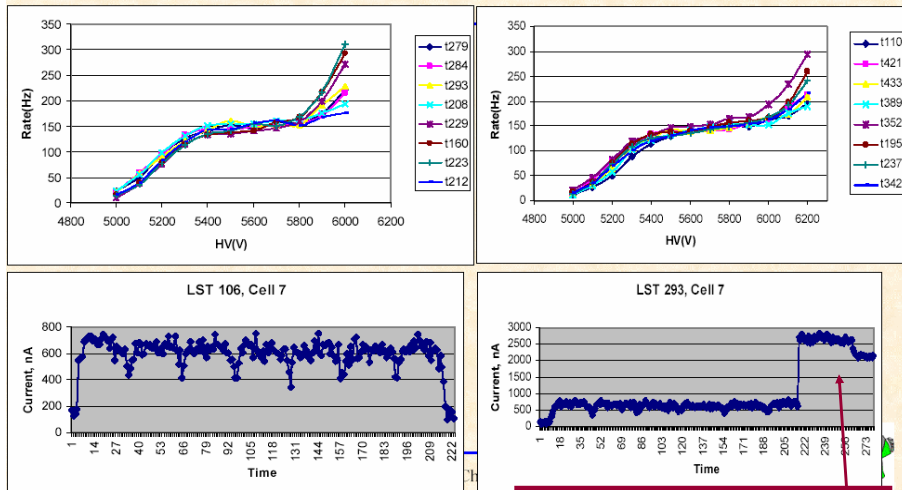 350
300
250
200
150
100
50
0
Rate(Hz)
4800 5000 5200 5400 5600 5800 6000 6200
HV(V)
t279
t284
t293
t208
t229
t160
t223
t212
350
300
250
200
150
100
50
0
Rate(Hz)
4800 5000 5200 5400 5600 5800 6000 6200
HV(V)
t110
t421
t433
t389
t352
t195
t237
t342
LST 106, Cell 7
800
600
400
200
0
Current, nA
1 14 27 40 53 66 79 92 105 118 131 144 157 170 183 196 209 222
Time
LST 293, Cell 7
3000
2500
2000
1500
1000
500
0
Current, nA
1 18 35 52 69 86 103 120 137 154 171 188 205 222 239 256 273
Time